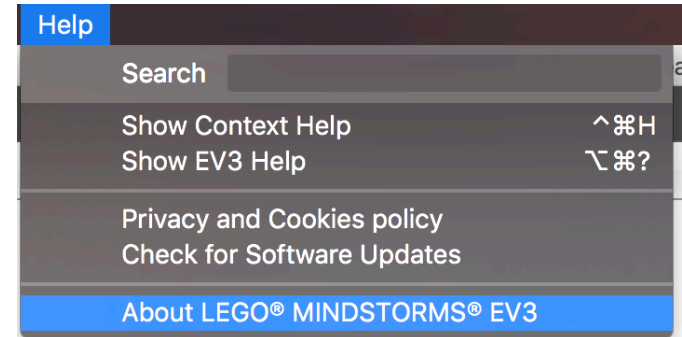 Help
Search
Show Context Help ^⌘H
Show EV3 Help ⌥⌘?
Privacy and Cookies policy
Check for Software Updates
About LEGO® MINDSTORMS® EV3